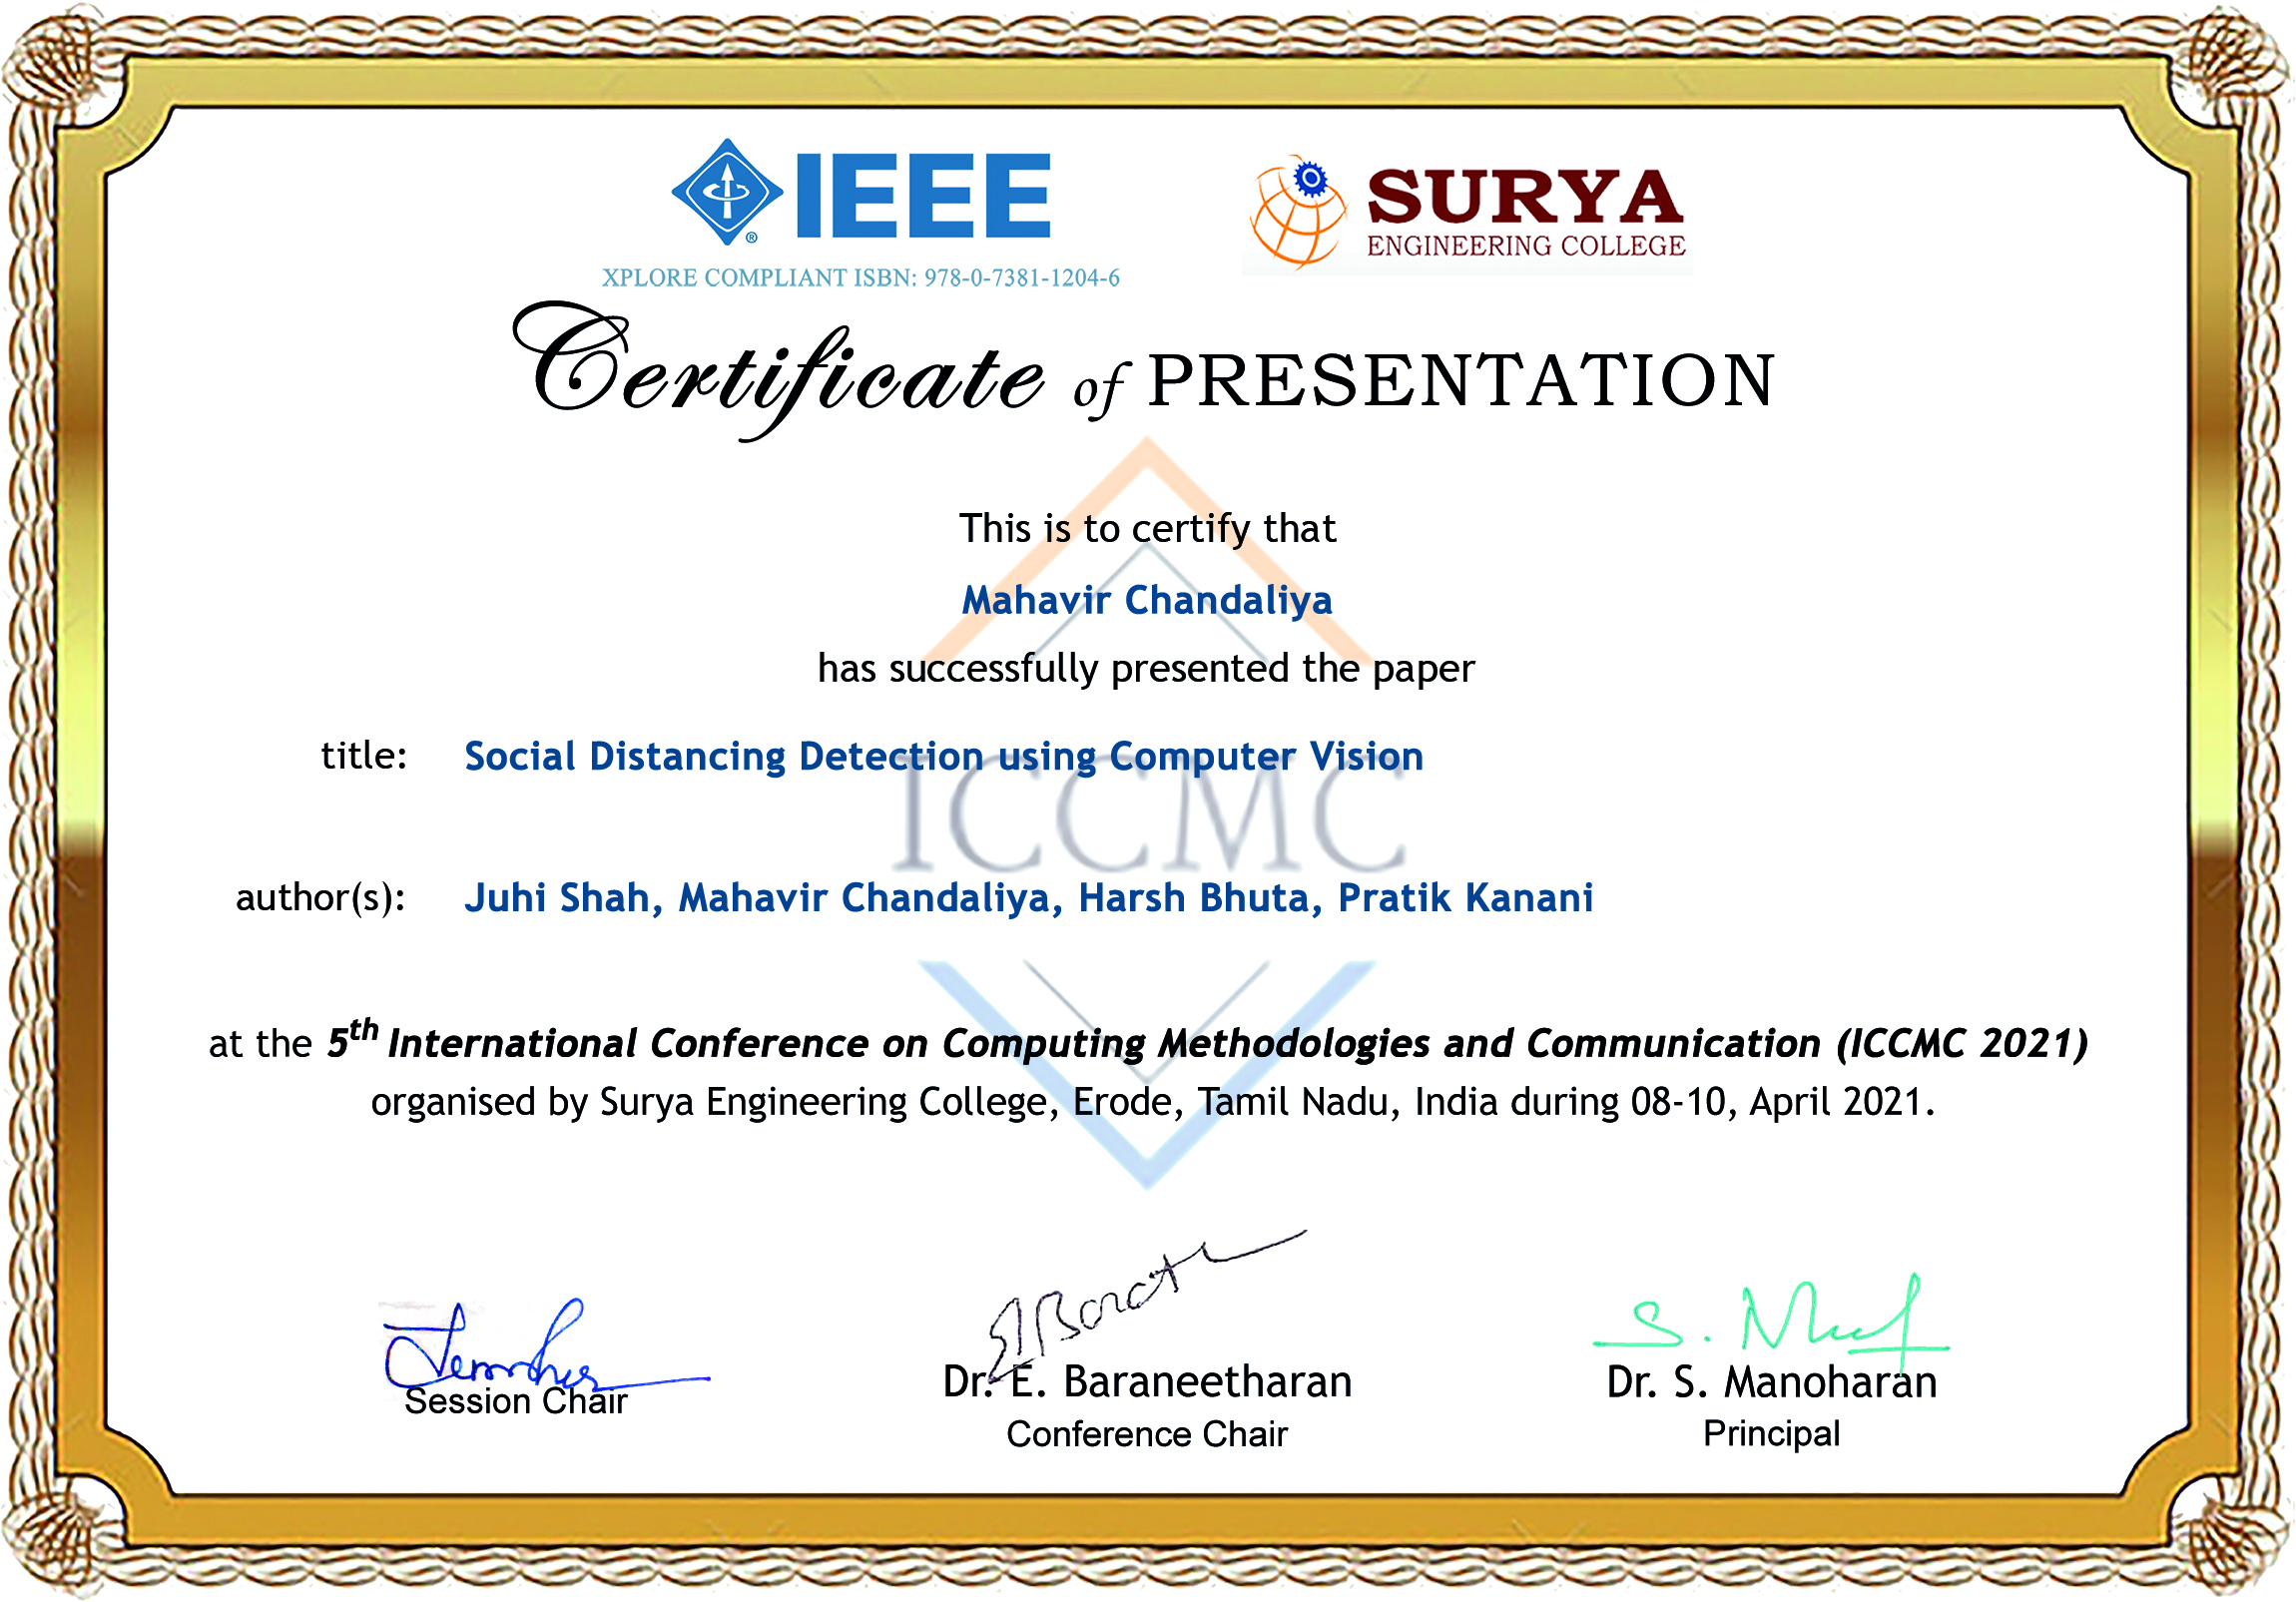 IEEE
®
XPLORE COMPLIANT ISBN: 978-0-7381-1204-6
SURYA
ENGINEERING COLLEGE
Certificate of PRESENTATION
This is to certify that
Mahavir Chandaliya
has successfully presented the paper
title: Social Distancing Detection using Computer Vision
ICCMC
author(s): Juhi Shah, Mahavir Chandaliya, Harsh Bhuta, Pratik Kanani
at the 5th International Conference on Computing Methodologies and Communication (ICCMC 2021)
organised by Surya Engineering College, Erode, Tamil Nadu, India during 08-10, April 2021.
Session Chair
Dr. E. Baraneetharan
Conference Chair
Dr. S. Manoharan
Principal